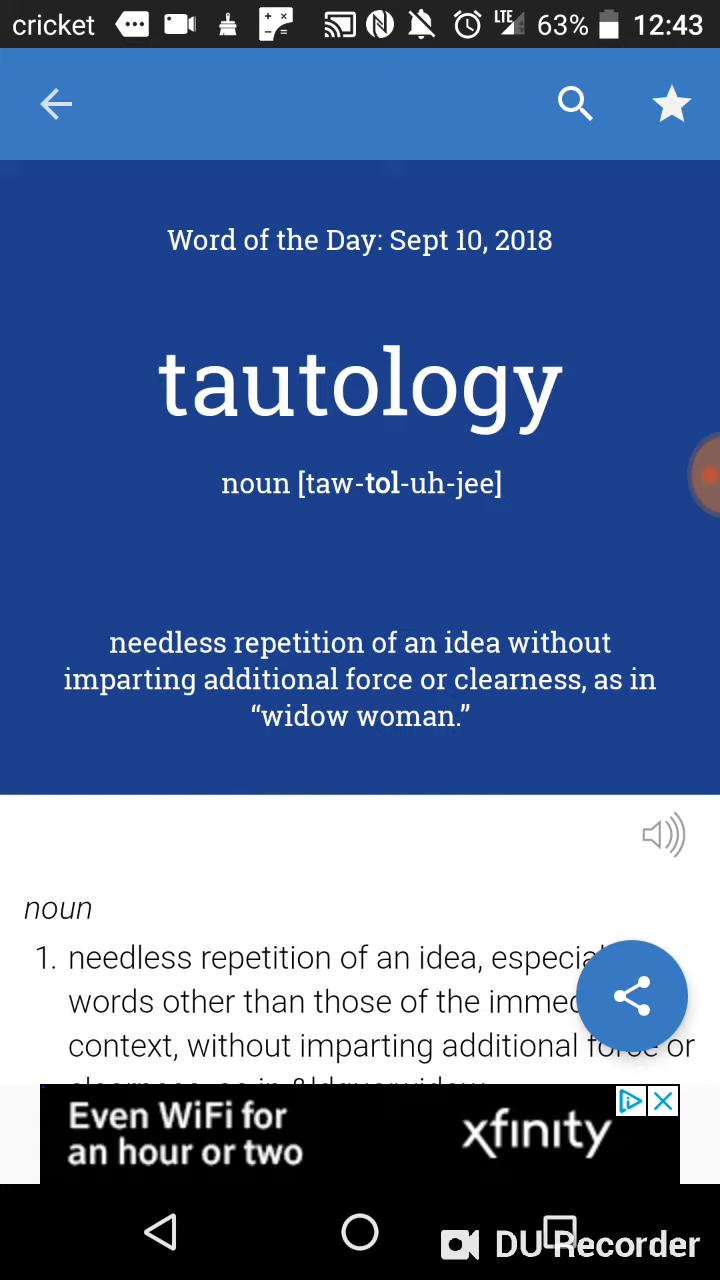 cricket LTE 63% 12:43
Word of the Day: Sept 10, 2018
tautology
noun [taw-tol-uh-jee]
needless repetition of an idea without
imparting additional force or clearness, as in
“widow woman.”
noun
1. needless repetition of an idea,
words other than those of the
context, without imparting additional force or
Even WiFi for
an hour or two
xfinity
DU Recorder